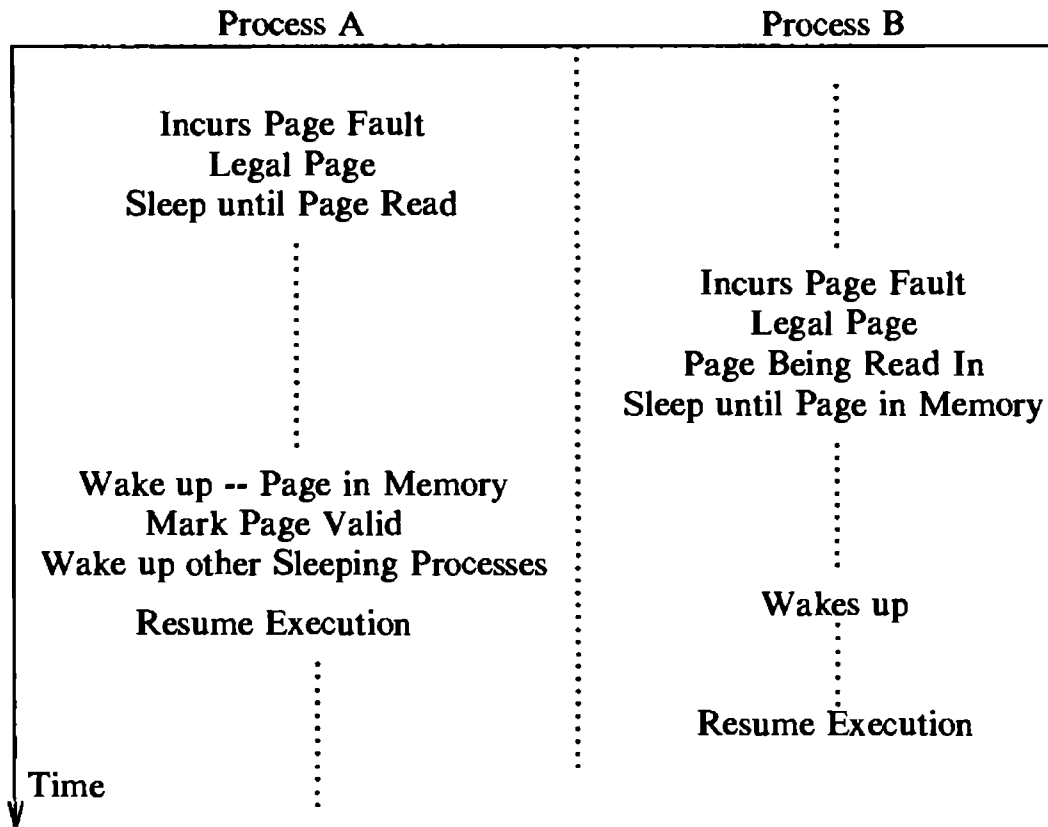 Process A
Process B
Incurs Page Fault
Legal Page
Sleep until Page Read
Incurs Page Fault
Legal Page
Page Being Read In
Sleep until Page in Memory
Wake up -- Page in Memory
Mark Page Valid
Wake up other Sleeping Processes
Resume Execution
Wakes up
Resume Execution
Time